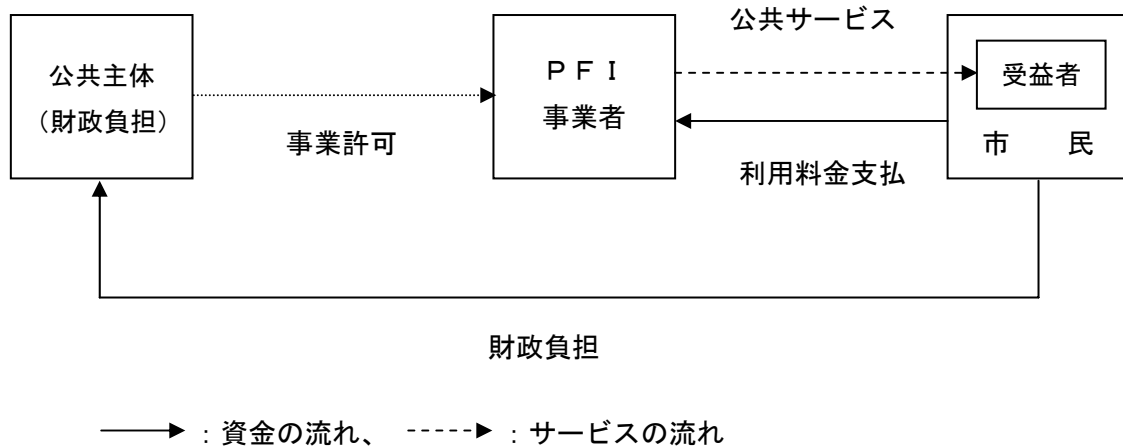 公共サービス
公共主体
(財政負担)
PFI
事業者
受益者
市 民
事業許可
利用料金支払
財政負担
:資金の流れ、 :サービスの流れ